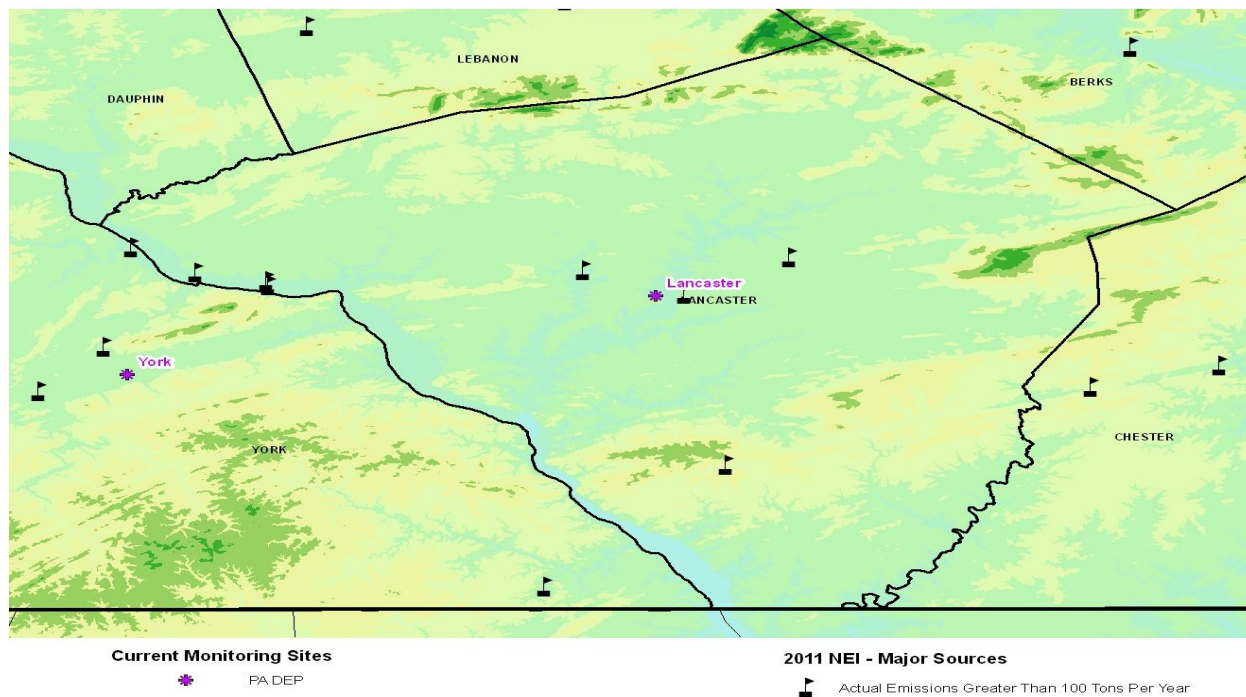 LEBANON
DAUPHIN
BERKS
Lancaster
LANCASTER
York
YORK
CHESTER
Current Monitoring Sites
PA DEP
2011 NEI - Major Sources
Actual Emissions Greater Than 100 Tons Per Year